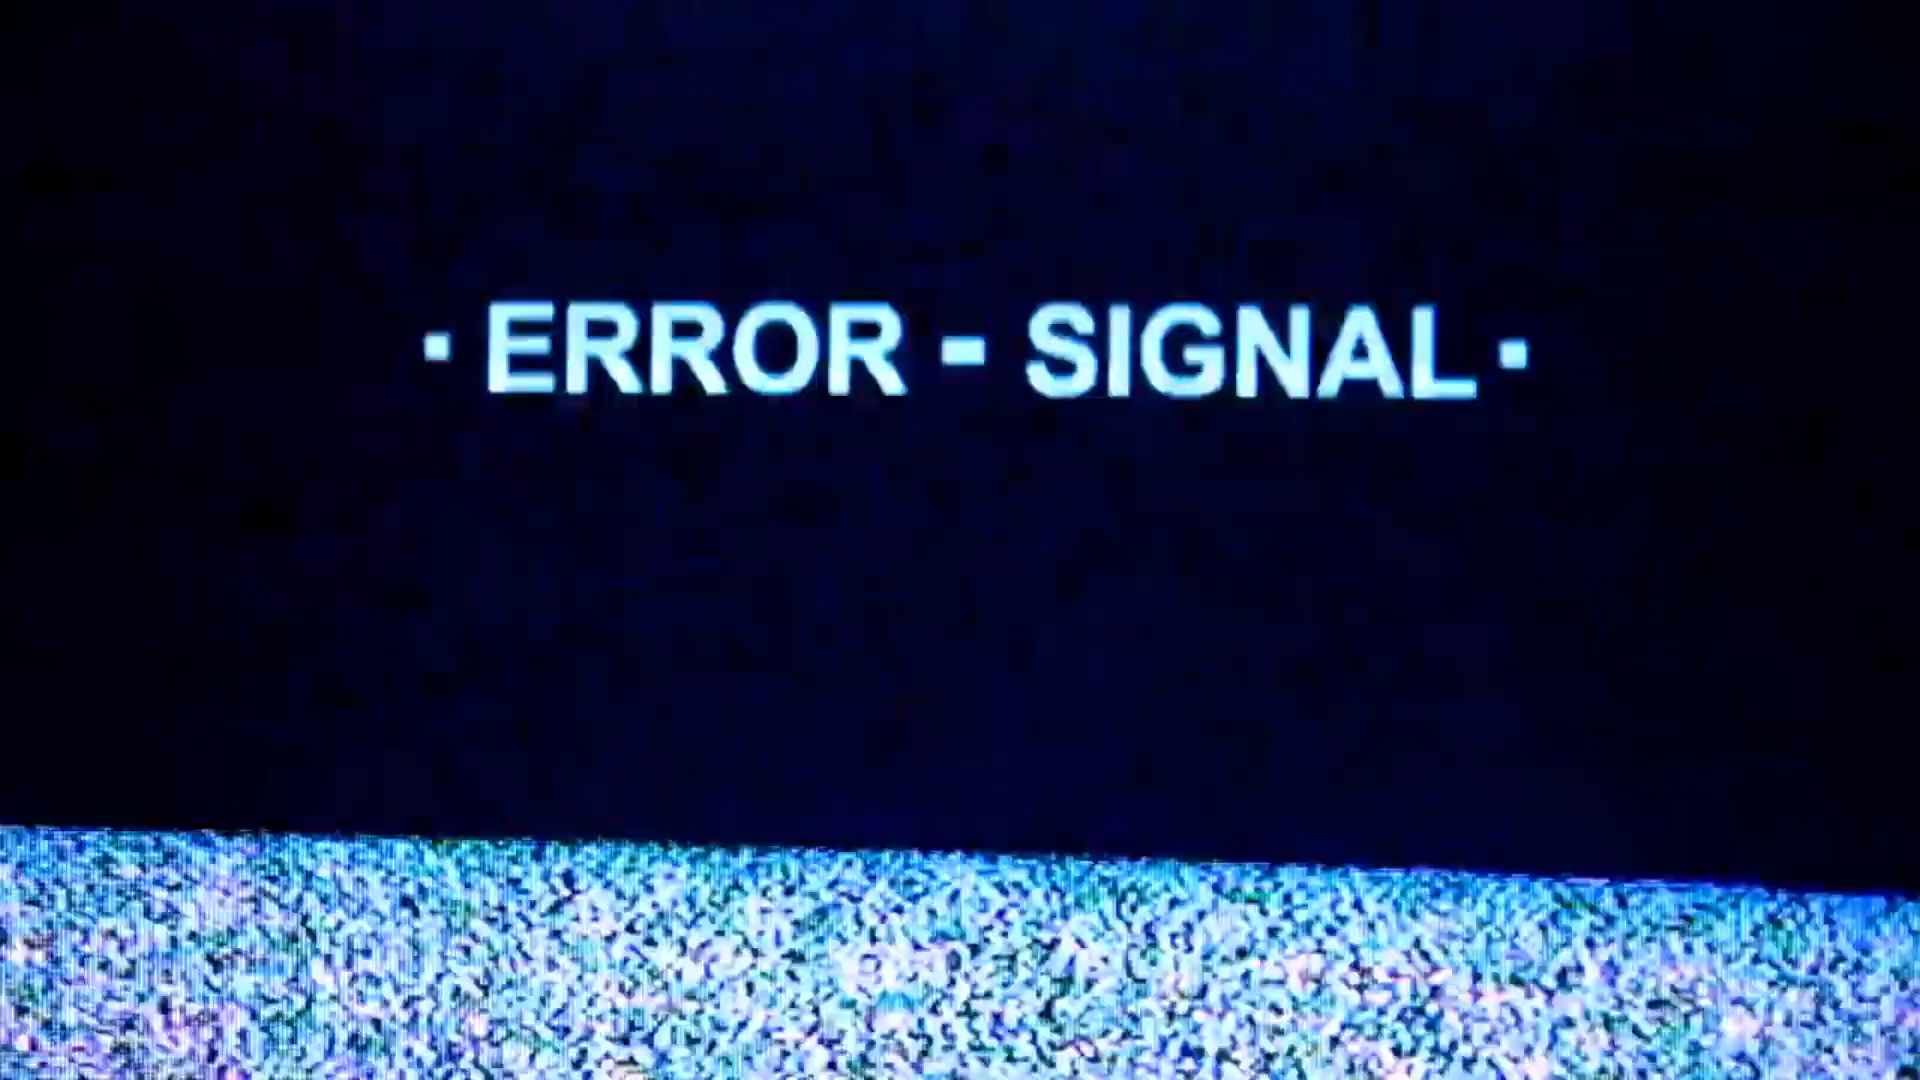 · ERROR - SIGNAL ·